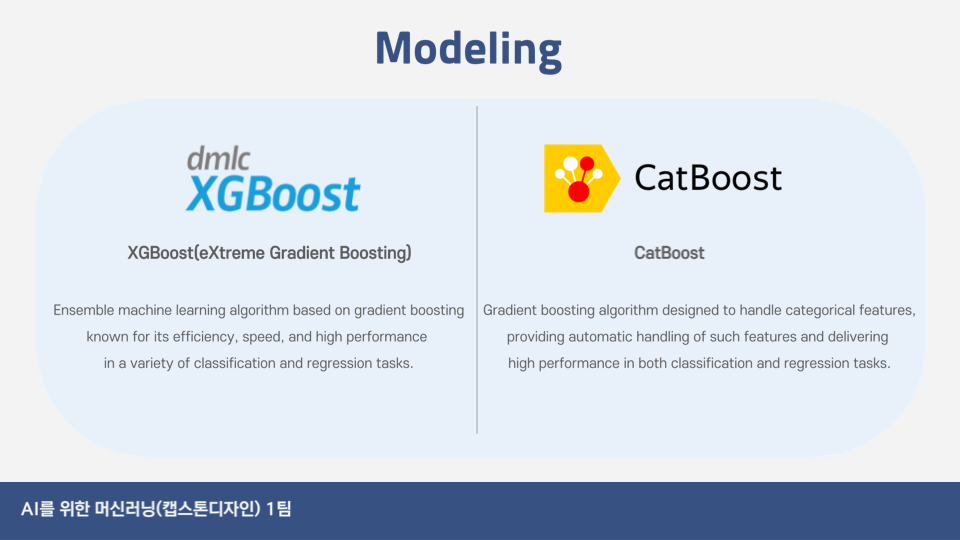 Modeling
dmlc
XGBoost
XGBoost(eXtreme Gradient Boosting)
Ensemble machine learning algorithm based on gradient boosting
known for its efficiency, speed, and high performance
in a variety of classification and regression tasks.
CatBoost
CatBoost
Gradient boosting algorithm designed to handle categorical features,
providing automatic handling of such features and delivering
high performance in both classification and regression tasks.
AI를 위한 머신러닝(캡스톤디자인) 1팀